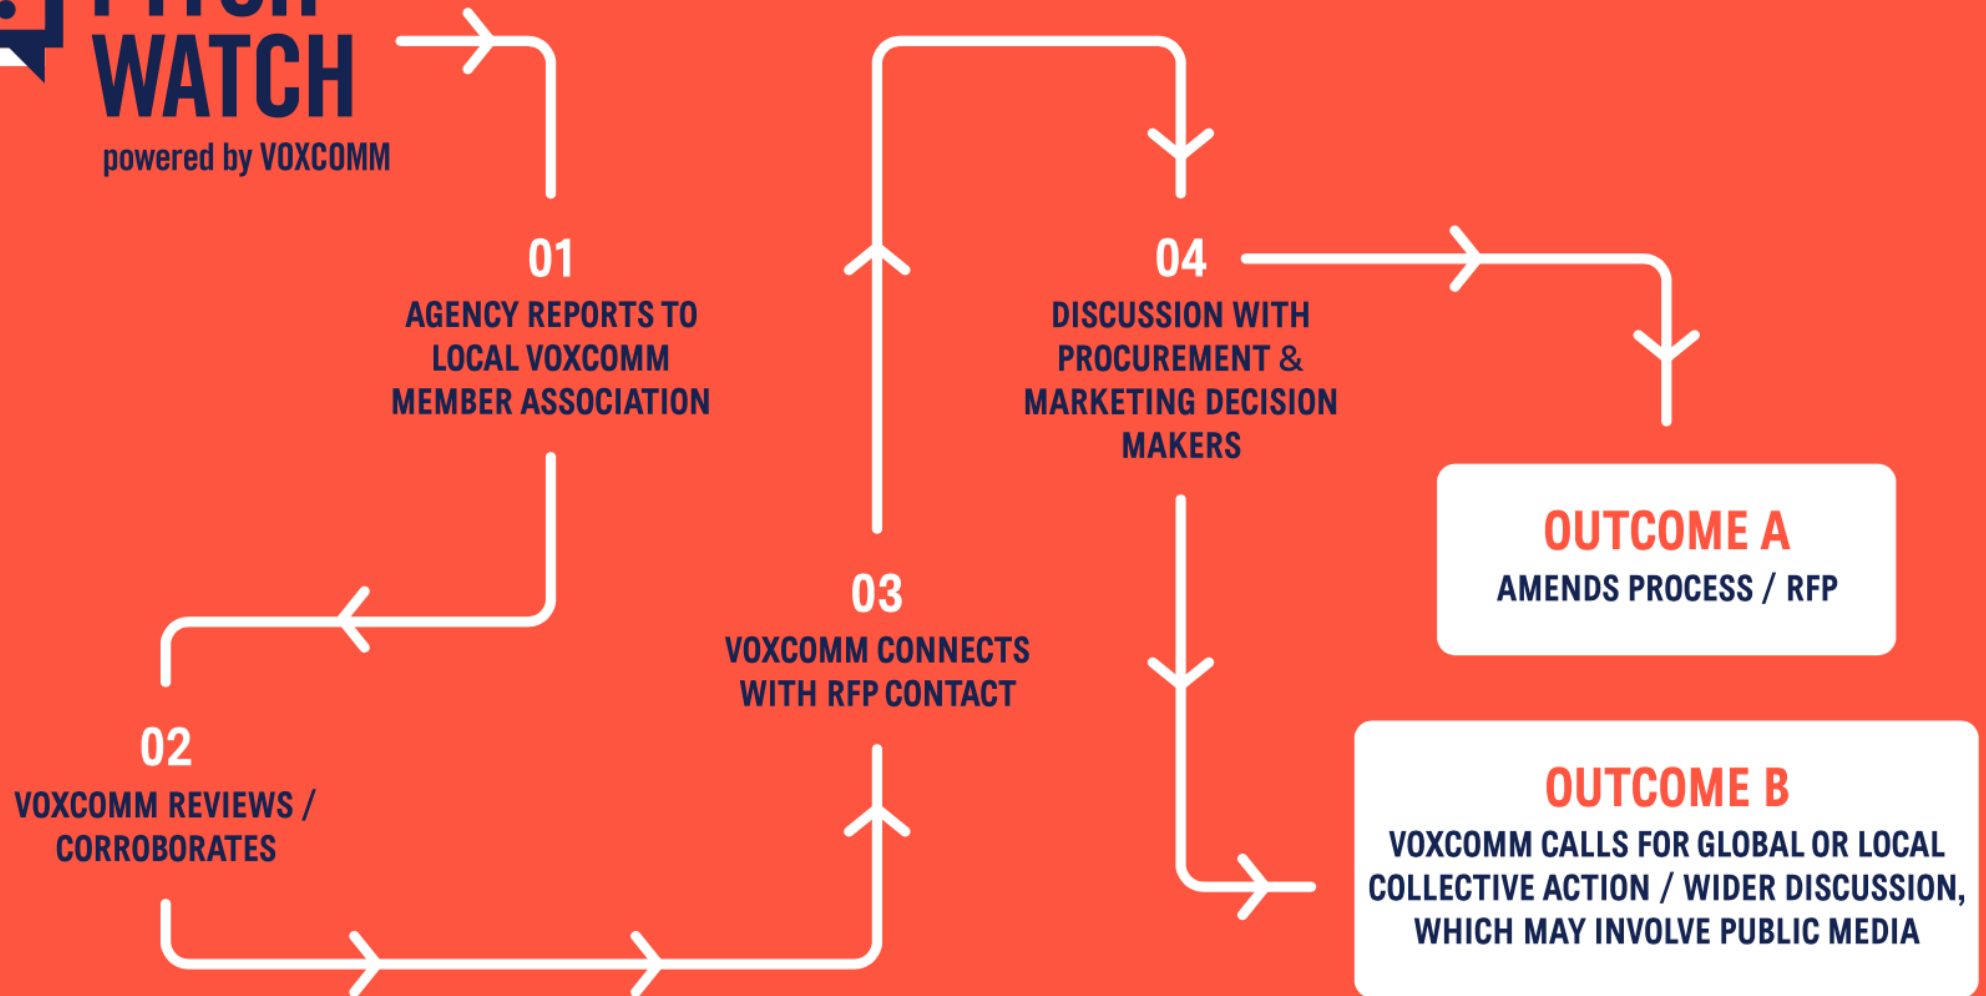 WATCH
powered by VOXCOMM
01
AGENCY REPORTS TO
LOCAL VOXCOMM
MEMBER ASSOCIATION
02
VOXCOMM REVIEWS /
CORROBORATES
03
VOXCOMM CONNECTS
WITH RFP CONTACT
04
DISCUSSION WITH
PROCUREMENT &
MARKETING DECISION
MAKERS
OUTCOME A
AMENDS PROCESS / RFP
OUTCOME B
VOXCOMM CALLS FOR GLOBAL OR LOCAL
COLLECTIVE ACTION / WIDER DISCUSSION,
WHICH MAY INVOLVE PUBLIC MEDIA